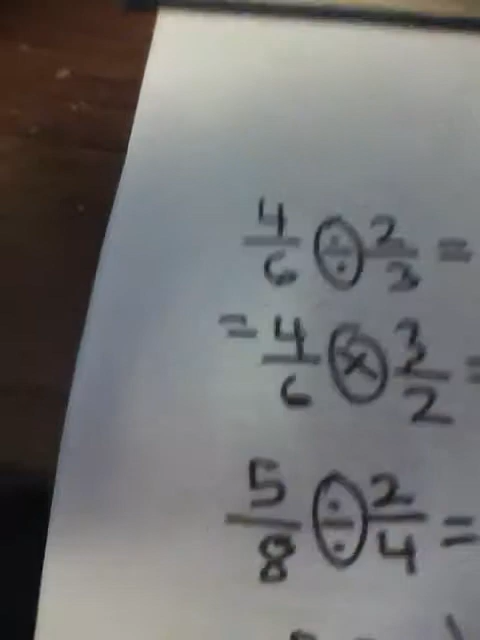 4/6 ÷ 2/3 =
= 4/6 × 3/2 =
5/8 ÷ 2/4 =